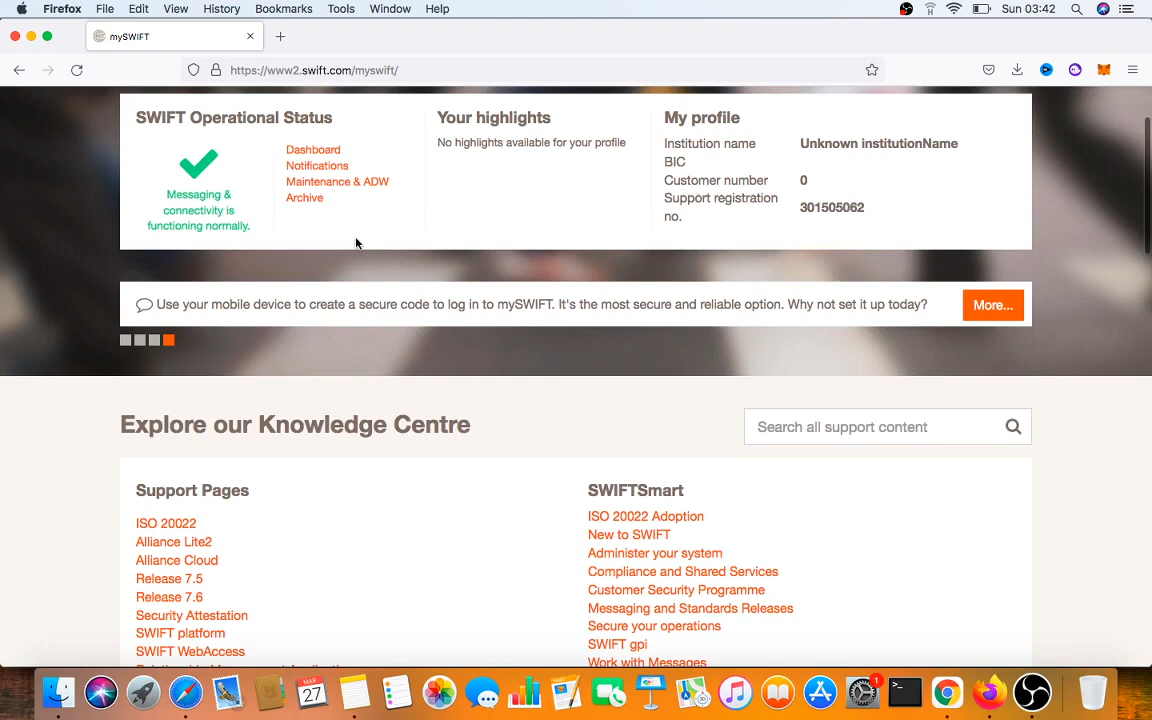 Firefox File Edit View History Bookmarks Tools Window Help Sun 03:42
mySWIFT
https://www2.swift.com/myswift/
SWIFT Operational Status
Messaging &
connectivity is
functioning normally.
Dashboard
Notifications
Maintenance & ADW
Archive
Your highlights
No highlights available for your profile
My profile
Institution name Unknown institutionName
BIC
Customer number 0
Support registration
no. 301505062
Use your mobile device to create a secure code to log in to mySWIFT. It's the most secure and reliable option. Why not set it up today? More...
Explore our Knowledge Centre
Search all support content
Support Pages
ISO 20022
Alliance Lite2
Alliance Cloud
Release 7.5
Release 7.6
Security Attestation
SWIFT platform
SWIFT WebAccess
SWIFTSmart
ISO 20022 Adoption
New to SWIFT
Administer your system
Compliance and Shared Services
Customer Security Programme
Messaging and Standards Releases
Secure your operations
SWIFT gpi
Work with Messages
MAR
27
1